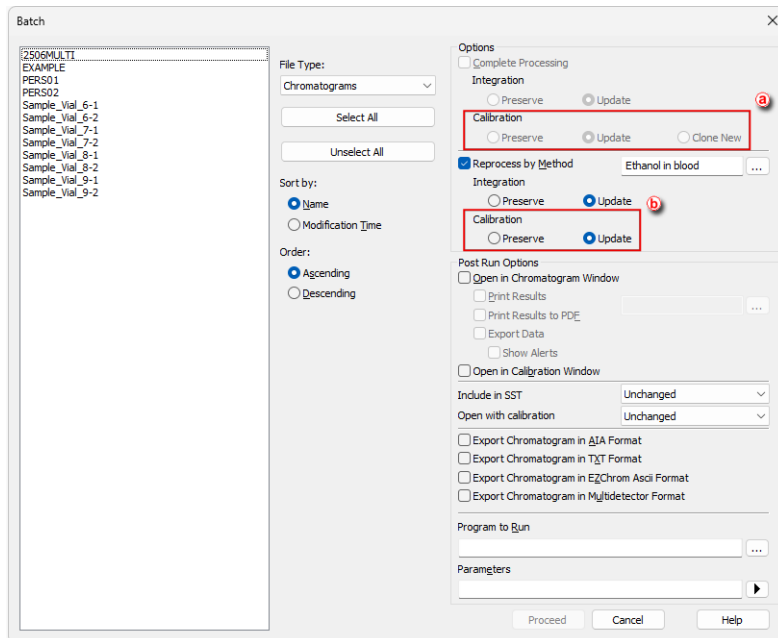 Batch
2506MULTI
EXAMPLE
PERS01
PERS02
Sample_Vial_6-1
Sample_Vial_6-2
Sample_Vial_7-1
Sample_Vial_7-2
Sample_Vial_8-1
Sample_Vial_8-2
Sample_Vial_9-1
Sample_Vial_9-2
File Type:
Chromatograms
Select All
Unselect All
Sort by:
Name
Modification Time
Order:
Ascending
Descending
Options
Complete Processing
Integration
Preserve Update
a
Calibration
Preserve Update Clone New
Reprocess by Method Ethanol in blood ...
Integration
Preserve Update
b
Calibration
Preserve Update
Post Run Options
Open in Chromatogram Window
Print Results ...
Print Results to PDF
Export Data
Show Alerts
Open in Calibration Window
Include in SST Unchanged
Open with calibration Unchanged
Export Chromatogram in AIA Format
Export Chromatogram in TXT Format
Export Chromatogram in EZChrom Ascii Format
Export Chromatogram in Multidetector Format
Program to Run
...
Parameters
Proceed Cancel Help